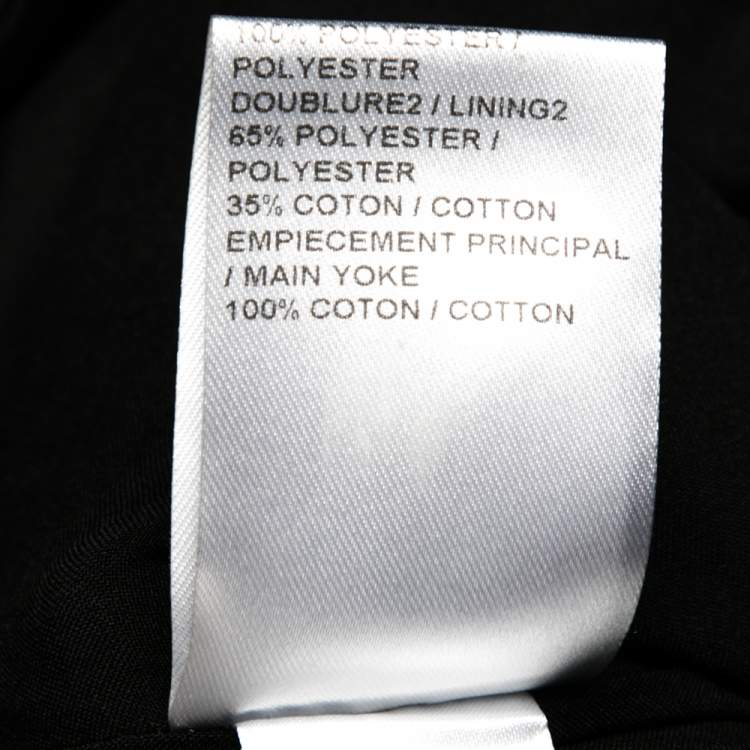 100% POLYESTER /
POLYESTER
DOUBLURE2 / LINING2
65% POLYESTER /
POLYESTER
35% COTON / COTTON
EMPIECEMENT PRINCIPAL
/ MAIN YOKE
100% COTON / COTTON